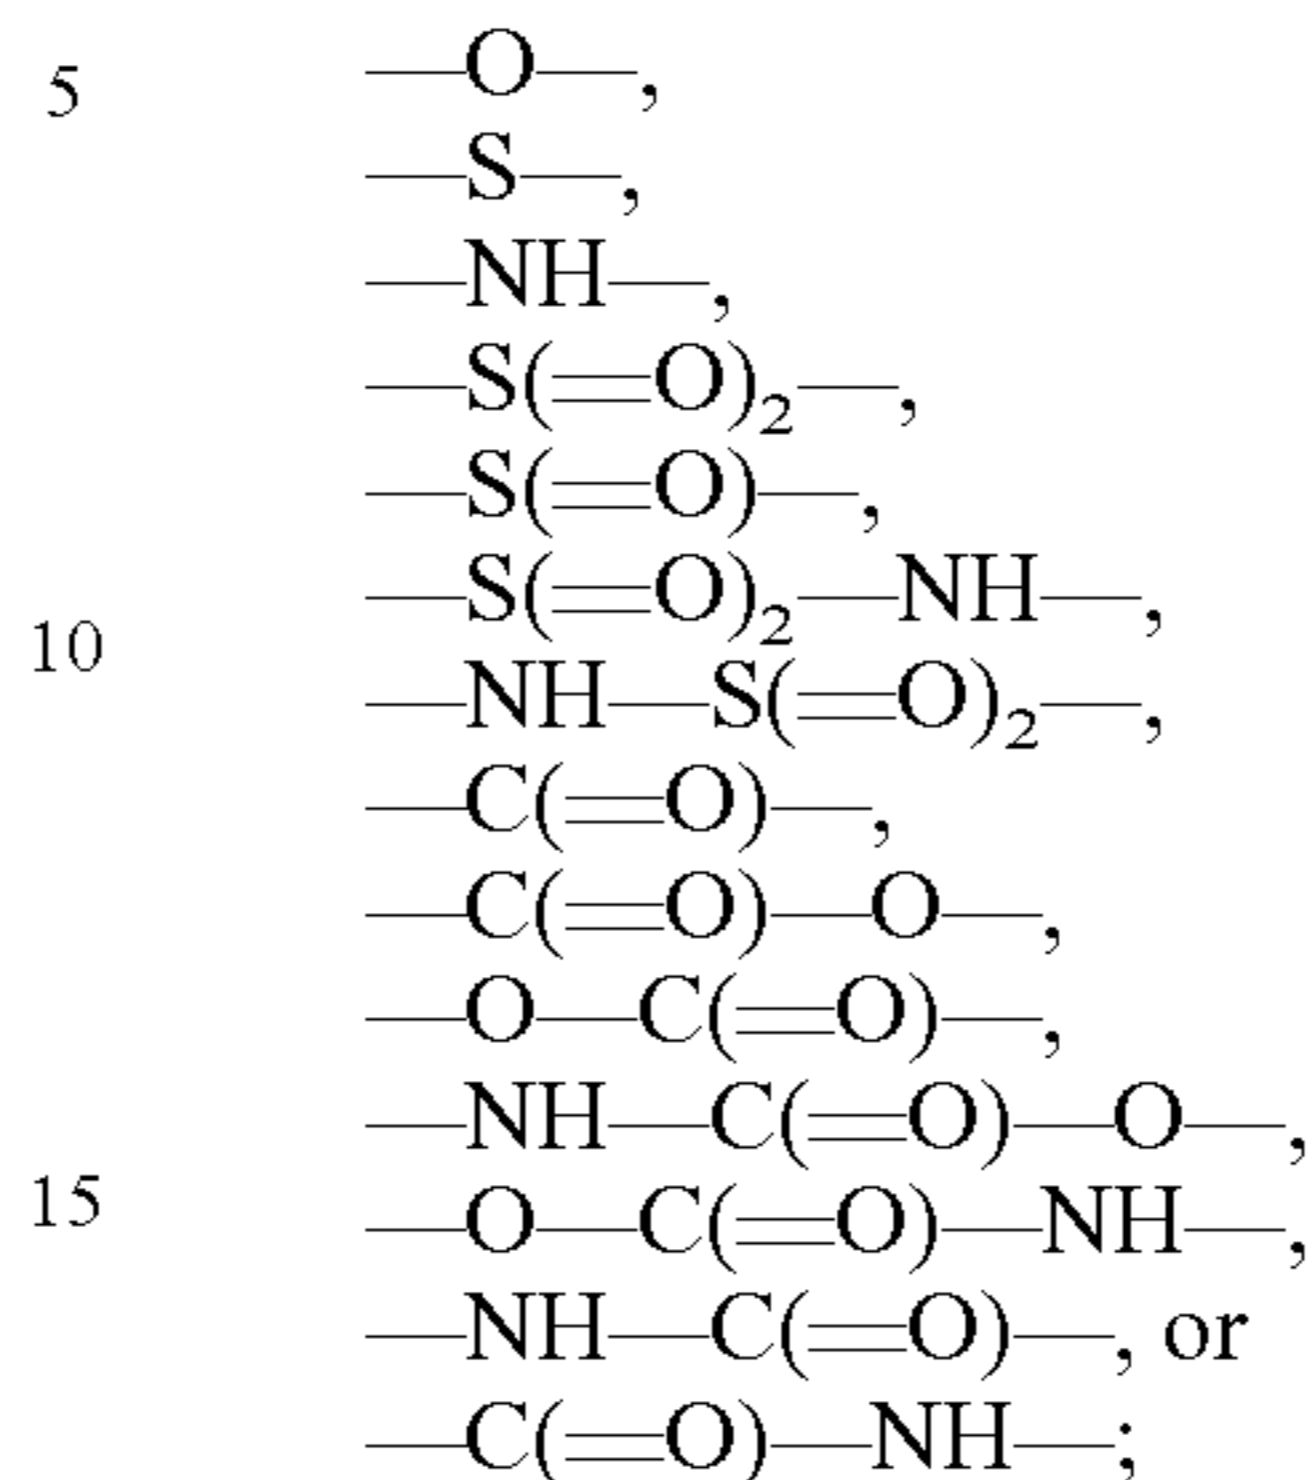 5 —O—,
—S—,
—NH—,
—S(=O)₂—,
—S(=O)—,
—S(=O)₂—NH—,
10
—NH—S(=O)₂—,
—C(=O)—,
—C(=O)—O—,
—O—C(=O)—,
—NH—C(=O)—O—,
15 —O—C(=O)—NH—,
—NH—C(=O)—, or
—C(=O)—NH—;